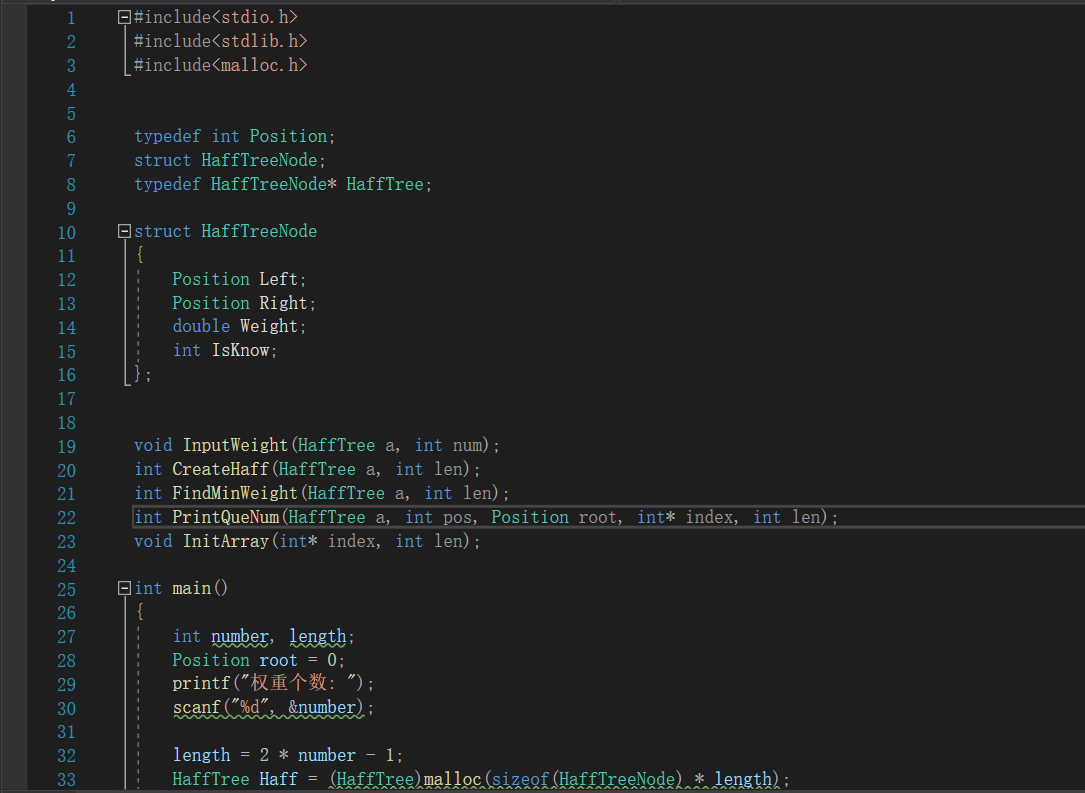 1 #include<stdio.h>
2 #include<stdlib.h>
3 #include<malloc.h>
4
5
6 typedef int Position;
7 struct HaffTreeNode;
8 typedef HaffTreeNode* HaffTree;
9
10 struct HaffTreeNode
11 {
12 Position Left;
13 Position Right;
14 double Weight;
15 int IsKnow;
16 };
17
18
19 void InputWeight(HaffTree a, int num);
20 int CreateHaff(HaffTree a, int len);
21 int FindMinWeight(HaffTree a, int len);
22 int PrintQueNum(HaffTree a, int pos, Position root, int* index, int len);
23 void InitArray(int* index, int len);
24
25 int main()
26 {
27 int number, length;
28 Position root = 0;
29 printf("权重个数: ");
30 scanf("%d", &number);
31
32 length = 2 * number - 1;
33 HaffTree Haff = (HaffTree)malloc(sizeof(HaffTreeNode) * length);